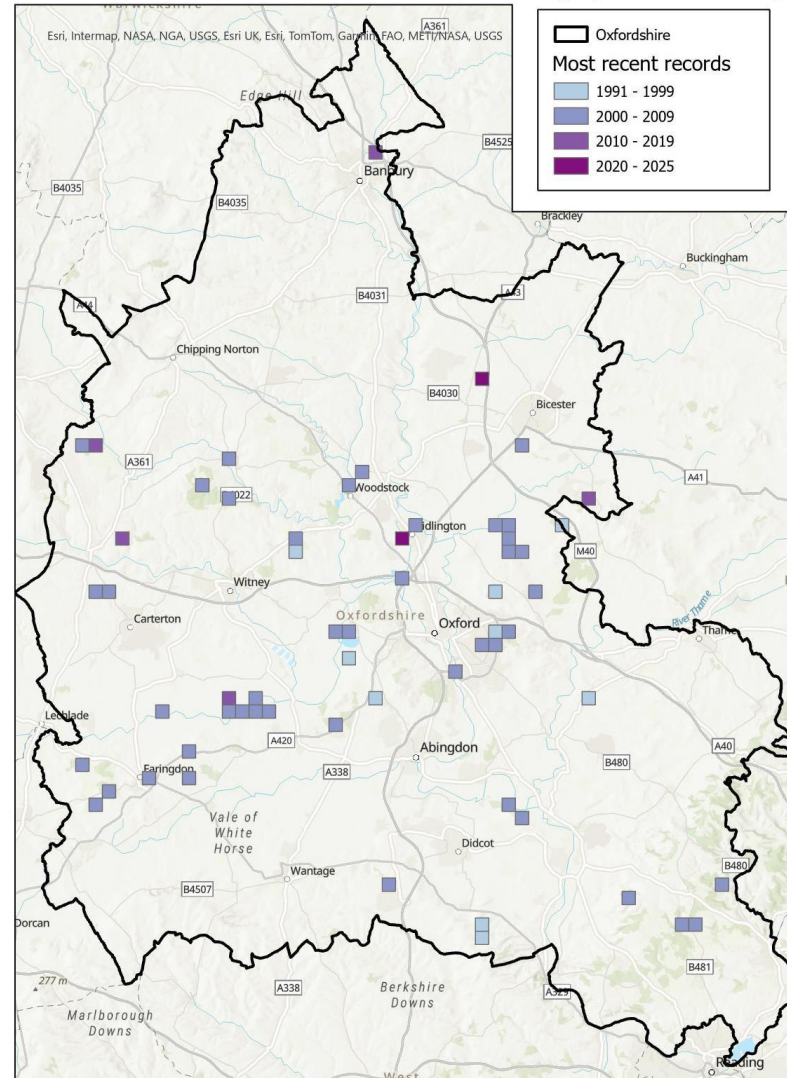 Warwickshire
A361
Esri, Intermap, NASA, NGA, USGS, Esri UK, Esri, TomTom, Garmin, FAO, METI/NASA, USGS
Oxfordshire
Most recent records
1991 - 1999
2000 - 2009
2010 - 2019
2020 - 2025
Edge Hill
B4525
Banbury
B4035
B4035
Brackley
Buckingham
A44
B4031
A43
Chipping Norton
B4030
Bicester
A361
A41
4022
Woodstock
idlington
M40
Witney
Oxfordshire
River Thame
Carterton
Oxford
Thame
Lechlade
A420
A40
Abingdon
B480
Faringdon
A338
Vale of
White
Horse
Didcot
B480
Wantage
B4507
Dorcan
B481
277 m
A338
Berkshire
Downs
A329
Marlborough
Downs
Reading
West